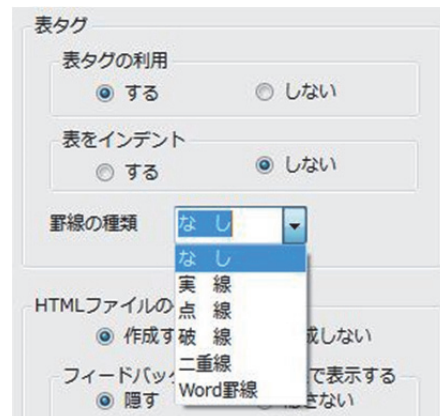 表タグ
表タグの利用
する しない
表をインデント
する しない
罫線の種類 な し
な し
実 線
点 線
破 線
二重線
Word罫線
HTMLファイルの
作成す 成しない
フィードバック で表示する
隠す さない